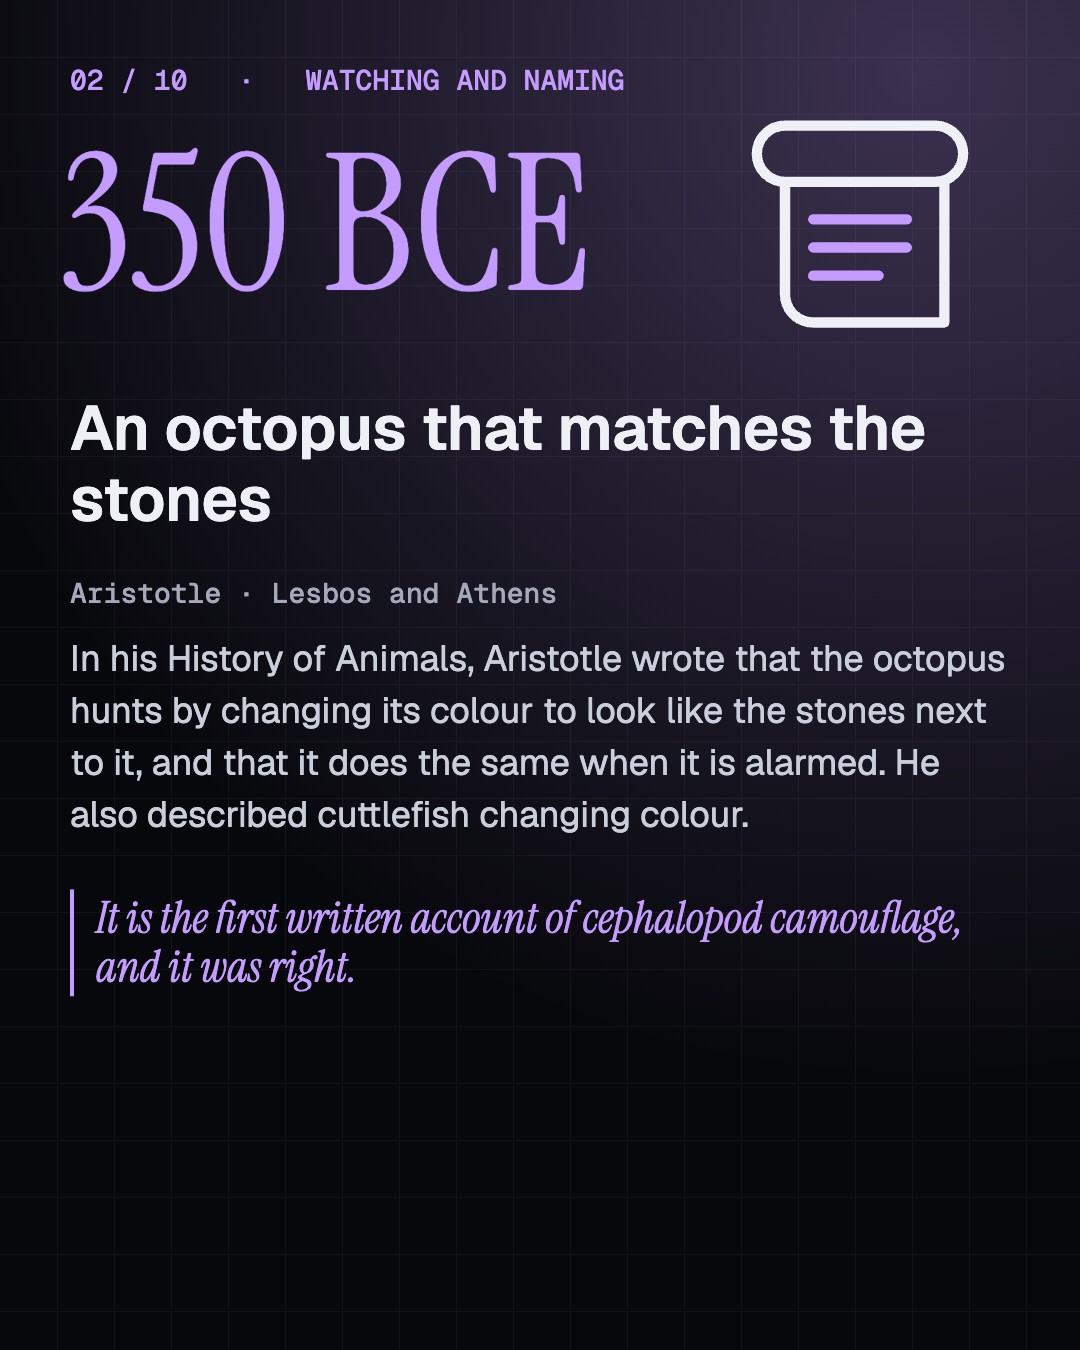 02 / 10 · WATCHING AND NAMING
350 BCE
An octopus that matches the
stones
Aristotle · Lesbos and Athens
In his History of Animals, Aristotle wrote that the octopus
hunts by changing its colour to look like the stones next
to it, and that it does the same when it is alarmed. He
also described cuttlefish changing colour.
It is the first written account of cephalopod camouflage,
and it was right.